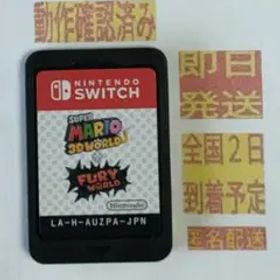 動作確認済み
NINTENDO
SWITCH
SUPER
MARIO
3D WORLD
+
FURY
WORLD
Nintendo
LA-H-AUZPA-JPN
即日
発送
全国2日
到着予定
匿名配送